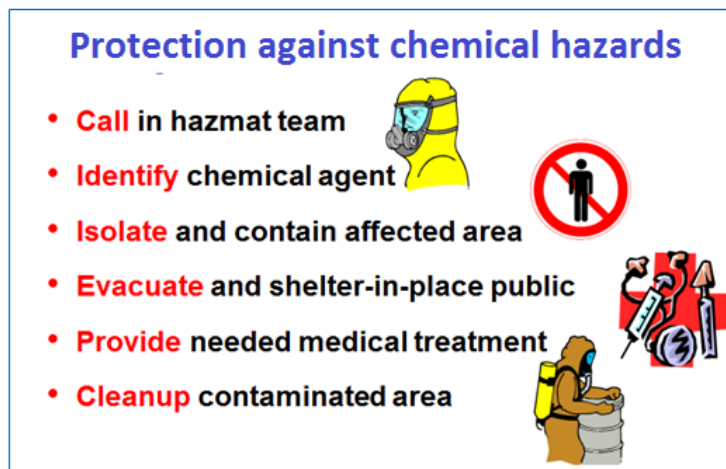 Protection against chemical hazards
• Call in hazmat team
• Identify chemical agent
• Isolate and contain affected area
• Evacuate and shelter-in-place public
• Provide needed medical treatment
• Cleanup contaminated area